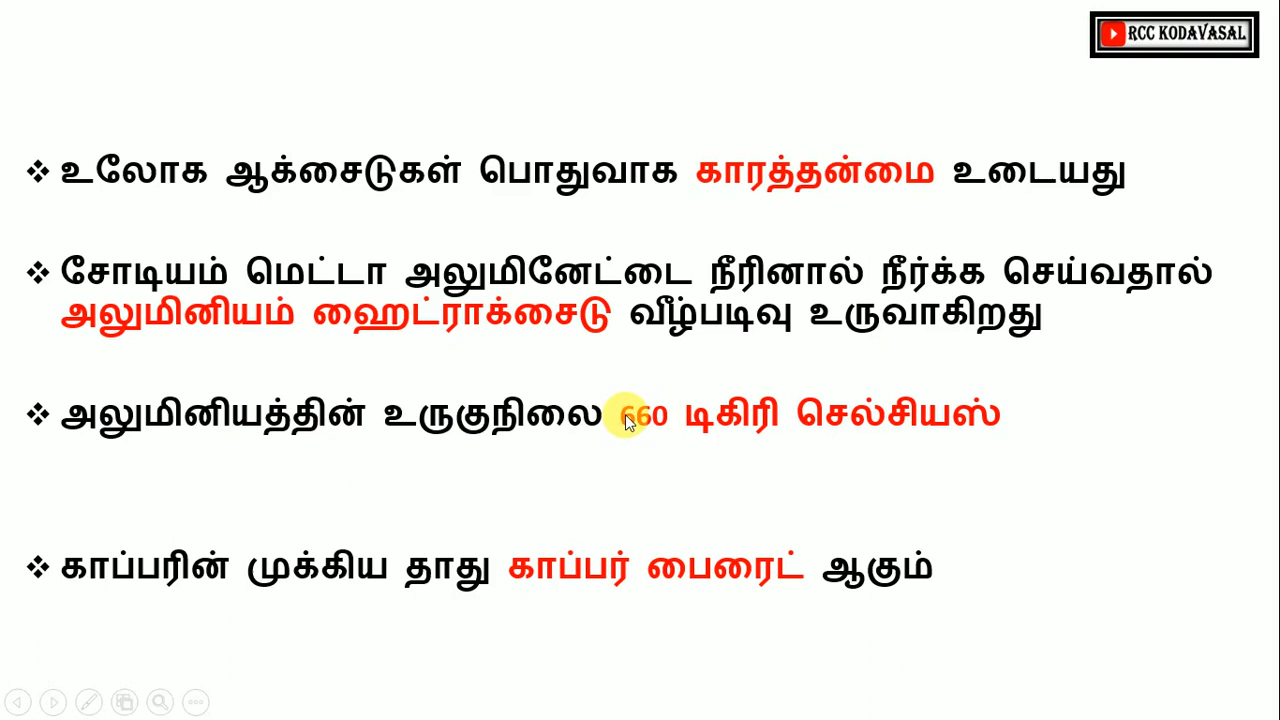 RCC KODAVASAL
❖ உலோக ஆக்சைடுகள் பொதுவாக காரத்தன்மை உடையது
❖ சோடியம் மெட்டா அலுமினேட்டை நீரினால் நீர்க்க செய்வதால்
அலுமினியம் ஹைட்ராக்சைடு வீழ்படிவு உருவாகிறது
❖ அலுமினியத்தின் உருகுநிலை 660 டிகிரி செல்சியஸ்
❖ காப்பரின் முக்கிய தாது காப்பர் பைரைட் ஆகும்